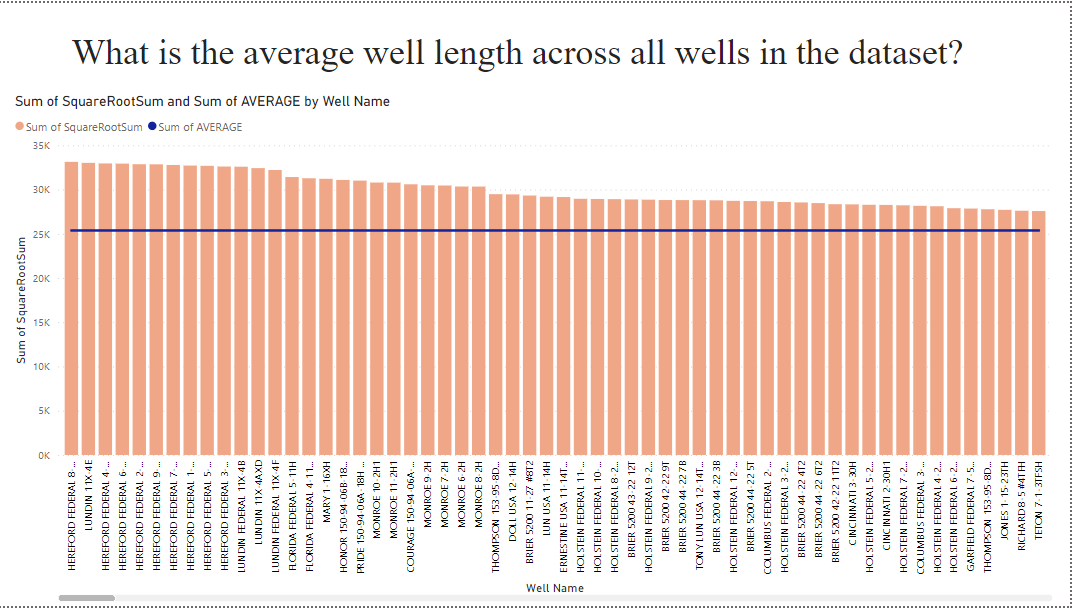 What is the average well length across all wells in the dataset?
Sum of SquareRootSum and Sum of AVERAGE by Well Name
Sum of SquareRootSum Sum of AVERAGE
Sum of SquareRootSum
35K
30K
25K
20K
15K
10K
5K
0K
HEREFORD FEDERAL 8-...
LUNDIN 11X-4E
HEREFORD FEDERAL 4-...
HEREFORD FEDERAL 6-...
HEREFORD FEDERAL 2-...
HEREFORD FEDERAL 9-...
HEREFORD FEDERAL 7-...
HEREFORD FEDERAL 1-...
HEREFORD FEDERAL 5-...
HEREFORD FEDERAL 3-...
LUNDIN FEDERAL 11X-4B
LUNDIN 11X-4AXD
LUNDIN FEDERAL 11X-4F
FLORIDA FEDERAL 5-11H
FLORIDA FEDERAL 4-11...
MARY 1-16XH
HONOR 150-94-06B-18...
PRIDE 150-94-06A-18H ...
MONROE 10-2H1
MONROE 11-2H1
COURAGE 150-94-06A-...
MONROE 9-2H
MONROE 7-2H
MONROE 6-2H
MONROE 8-2H
THOMPSON 153-95-8D...
DOLL USA 12-14H
BRIER 5200 11-27 #8T2
LUN USA 11-14H
ERNESTINE USA 11-14T...
HOLSTEIN FEDERAL 11-...
HOLSTEIN FEDERAL 10-...
HOLSTEIN FEDERAL 8-2...
BRIER 5200 43-22 12T
HOLSTEIN FEDERAL 9-2...
BRIER 5200 42-22 9T
BRIER 5200 44-22 7B
TONY LUN USA 12-14T...
BRIER 5200 44-22 3B
HOLSTEIN FEDERAL 12-...
BRIER 5200 44-22 5T
COLUMBUS FEDERAL 2-...
HOLSTEIN FEDERAL 3-2...
BRIER 5200 44-22 4T2
BRIER 5200 44-22 6T2
BRIER 5200 42-22 11T2
CINCINNATI 3-30H
HOLSTEIN FEDERAL 5-2...
CINCINNATI 2-30H1
HOLSTEIN FEDERAL 7-2...
COLUMBUS FEDERAL 3-...
HOLSTEIN FEDERAL 4-2...
HOLSTEIN FEDERAL 6-2...
GARFIELD FEDERAL 7-5...
THOMPSON 153-95-8D...
JONES 1-15-23TH
RICHARD 8-5 #4TFH
TETON 7-1-3TFSH
Well Name